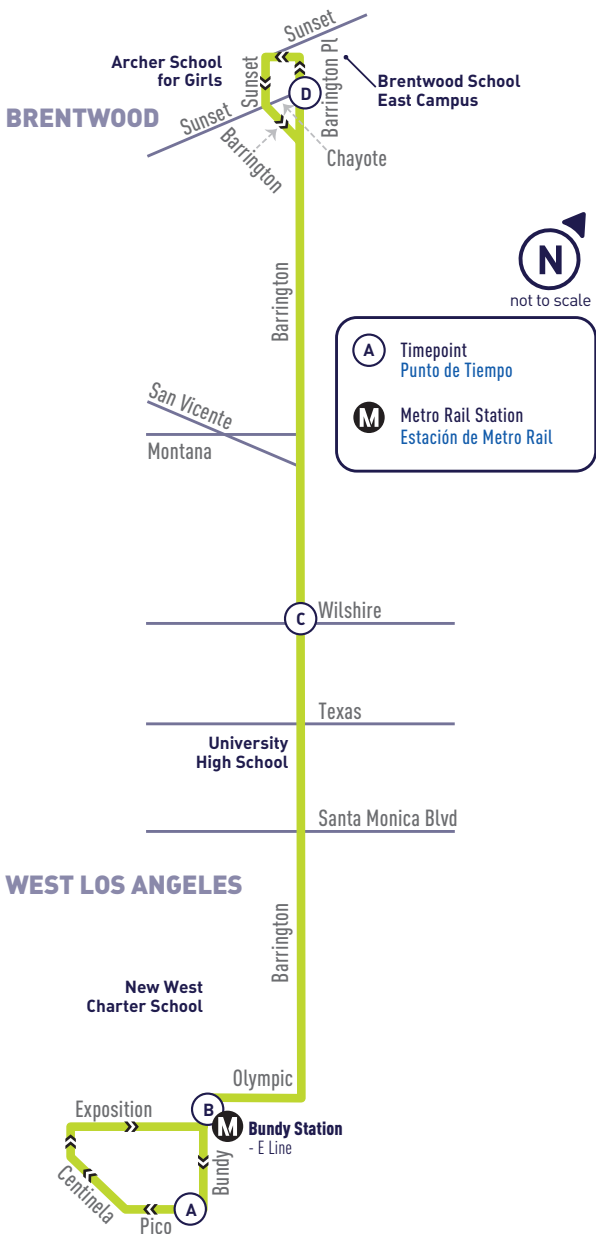 Sunset
Archer School
for Girls
Sunset
Barrington Pl
Brentwood School
East Campus
D
BRENTWOOD
Sunset
Barrington
Chayote
N
not to scale
Barrington
A
Timepoint
Punto de Tiempo
M
Metro Rail Station
Estación de Metro Rail
San Vicente
Montana
C
Wilshire
Texas
University
High School
Santa Monica Blvd
WEST LOS ANGELES
Barrington
New West
Charter School
Olympic
Exposition
B
M
Bundy Station
- E Line
Bundy
Centinela
A
Pico